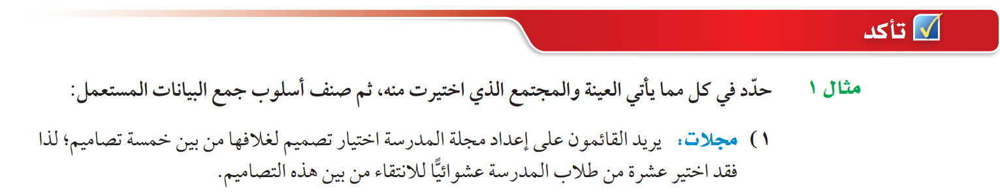 تأكد
مثال ١ حدّد في كل مما يأتي العينة والمجتمع الذي اختيرت منه، ثم صنف أسلوب جمع البيانات المستعمل:
١) مجلات: يريد القائمون على إعداد مجلة المدرسة اختيار تصميم لغلافها من بين خمسة تصاميم؛ لذا
فقد اختير عشرة من طلاب المدرسة عشوائيًّا للانتقاء من بين هذه التصاميم.